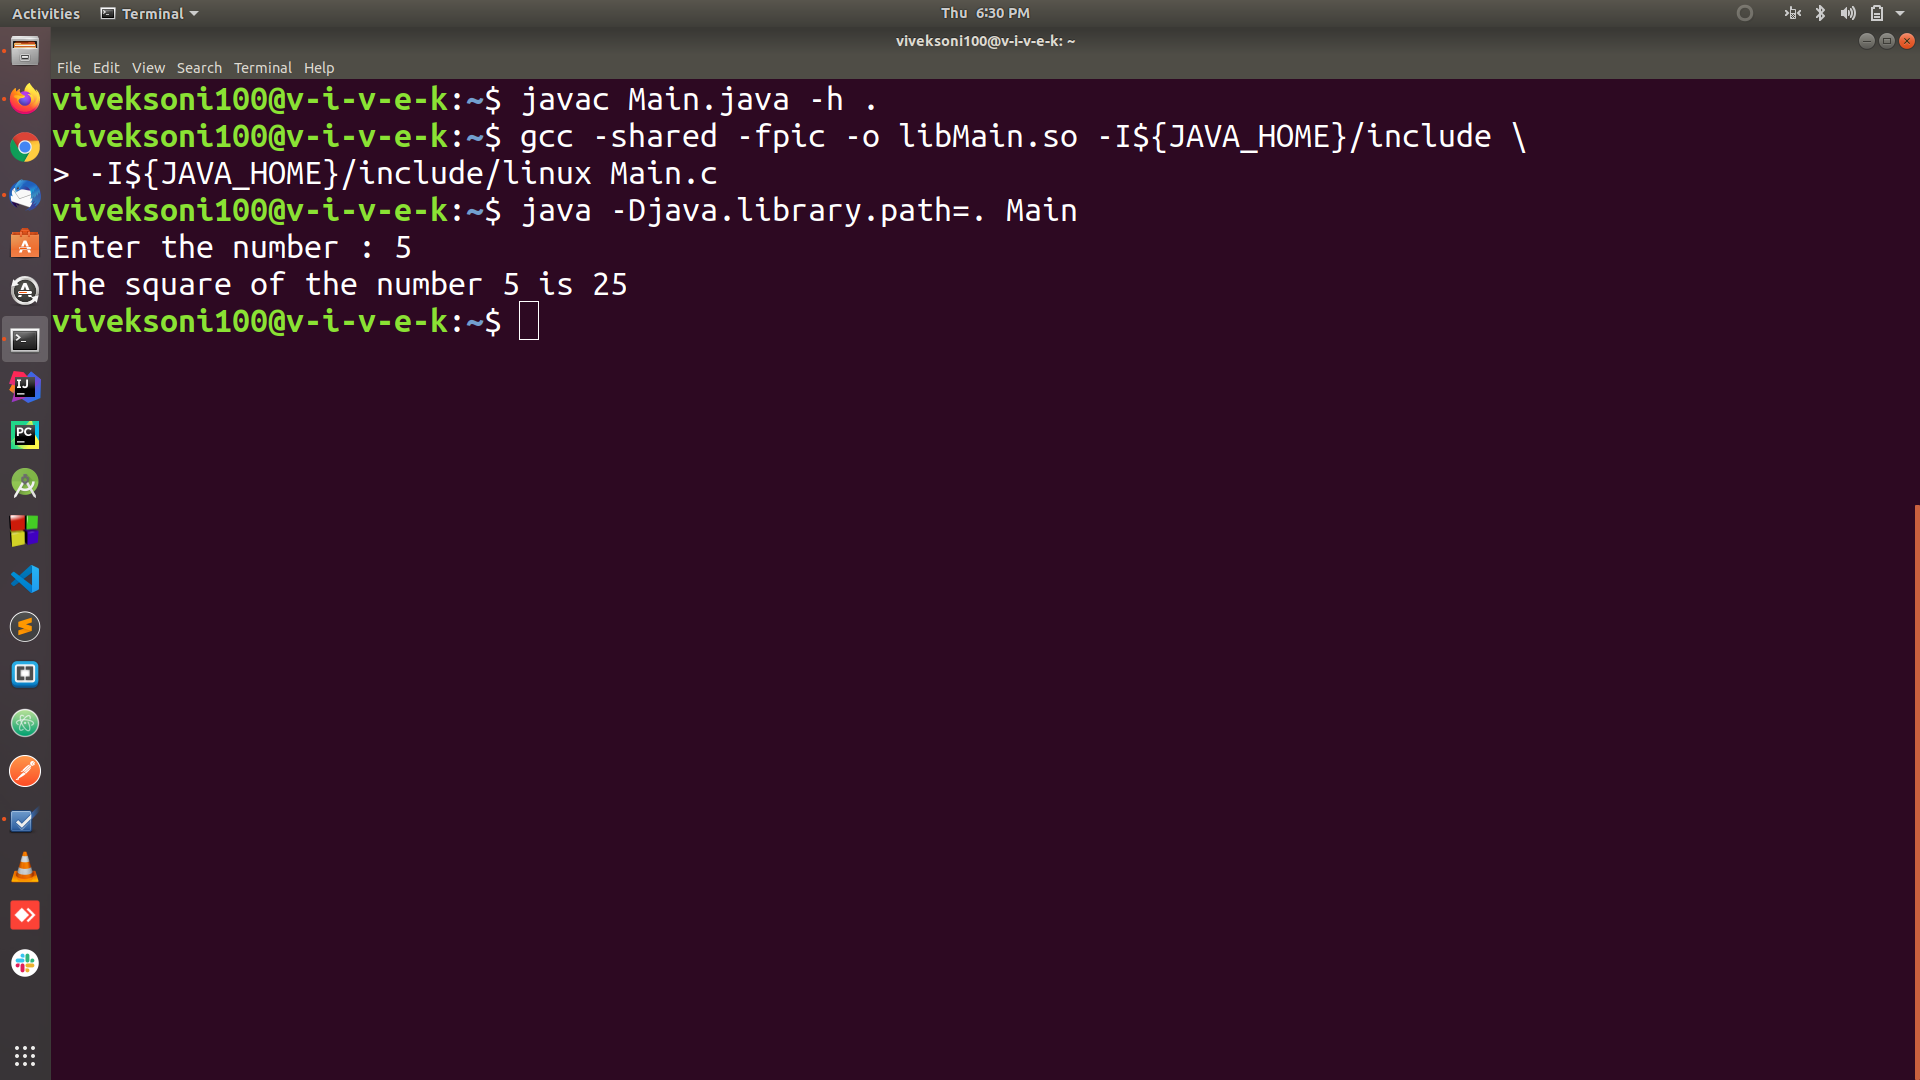 Activities Terminal Thu 6:30 PM
viveksoni100@v-i-v-e-k: ~
File Edit View Search Terminal Help
viveksoni100@v-i-v-e-k:~$ javac Main.java -h .
viveksoni100@v-i-v-e-k:~$ gcc -shared -fpic -o libMain.so -I${JAVA_HOME}/include \
> -I${JAVA_HOME}/include/linux Main.c
viveksoni100@v-i-v-e-k:~$ java -Djava.library.path=. Main
Enter the number : 5
The square of the number 5 is 25
viveksoni100@v-i-v-e-k:~$
IJ
PC